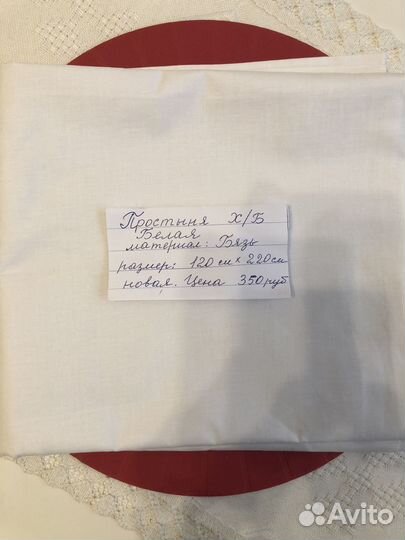 Простыня Х/Б
Белая
материал: Бязь
размер: 120 см х 220 см
новая. Цена 350 руб
Avito